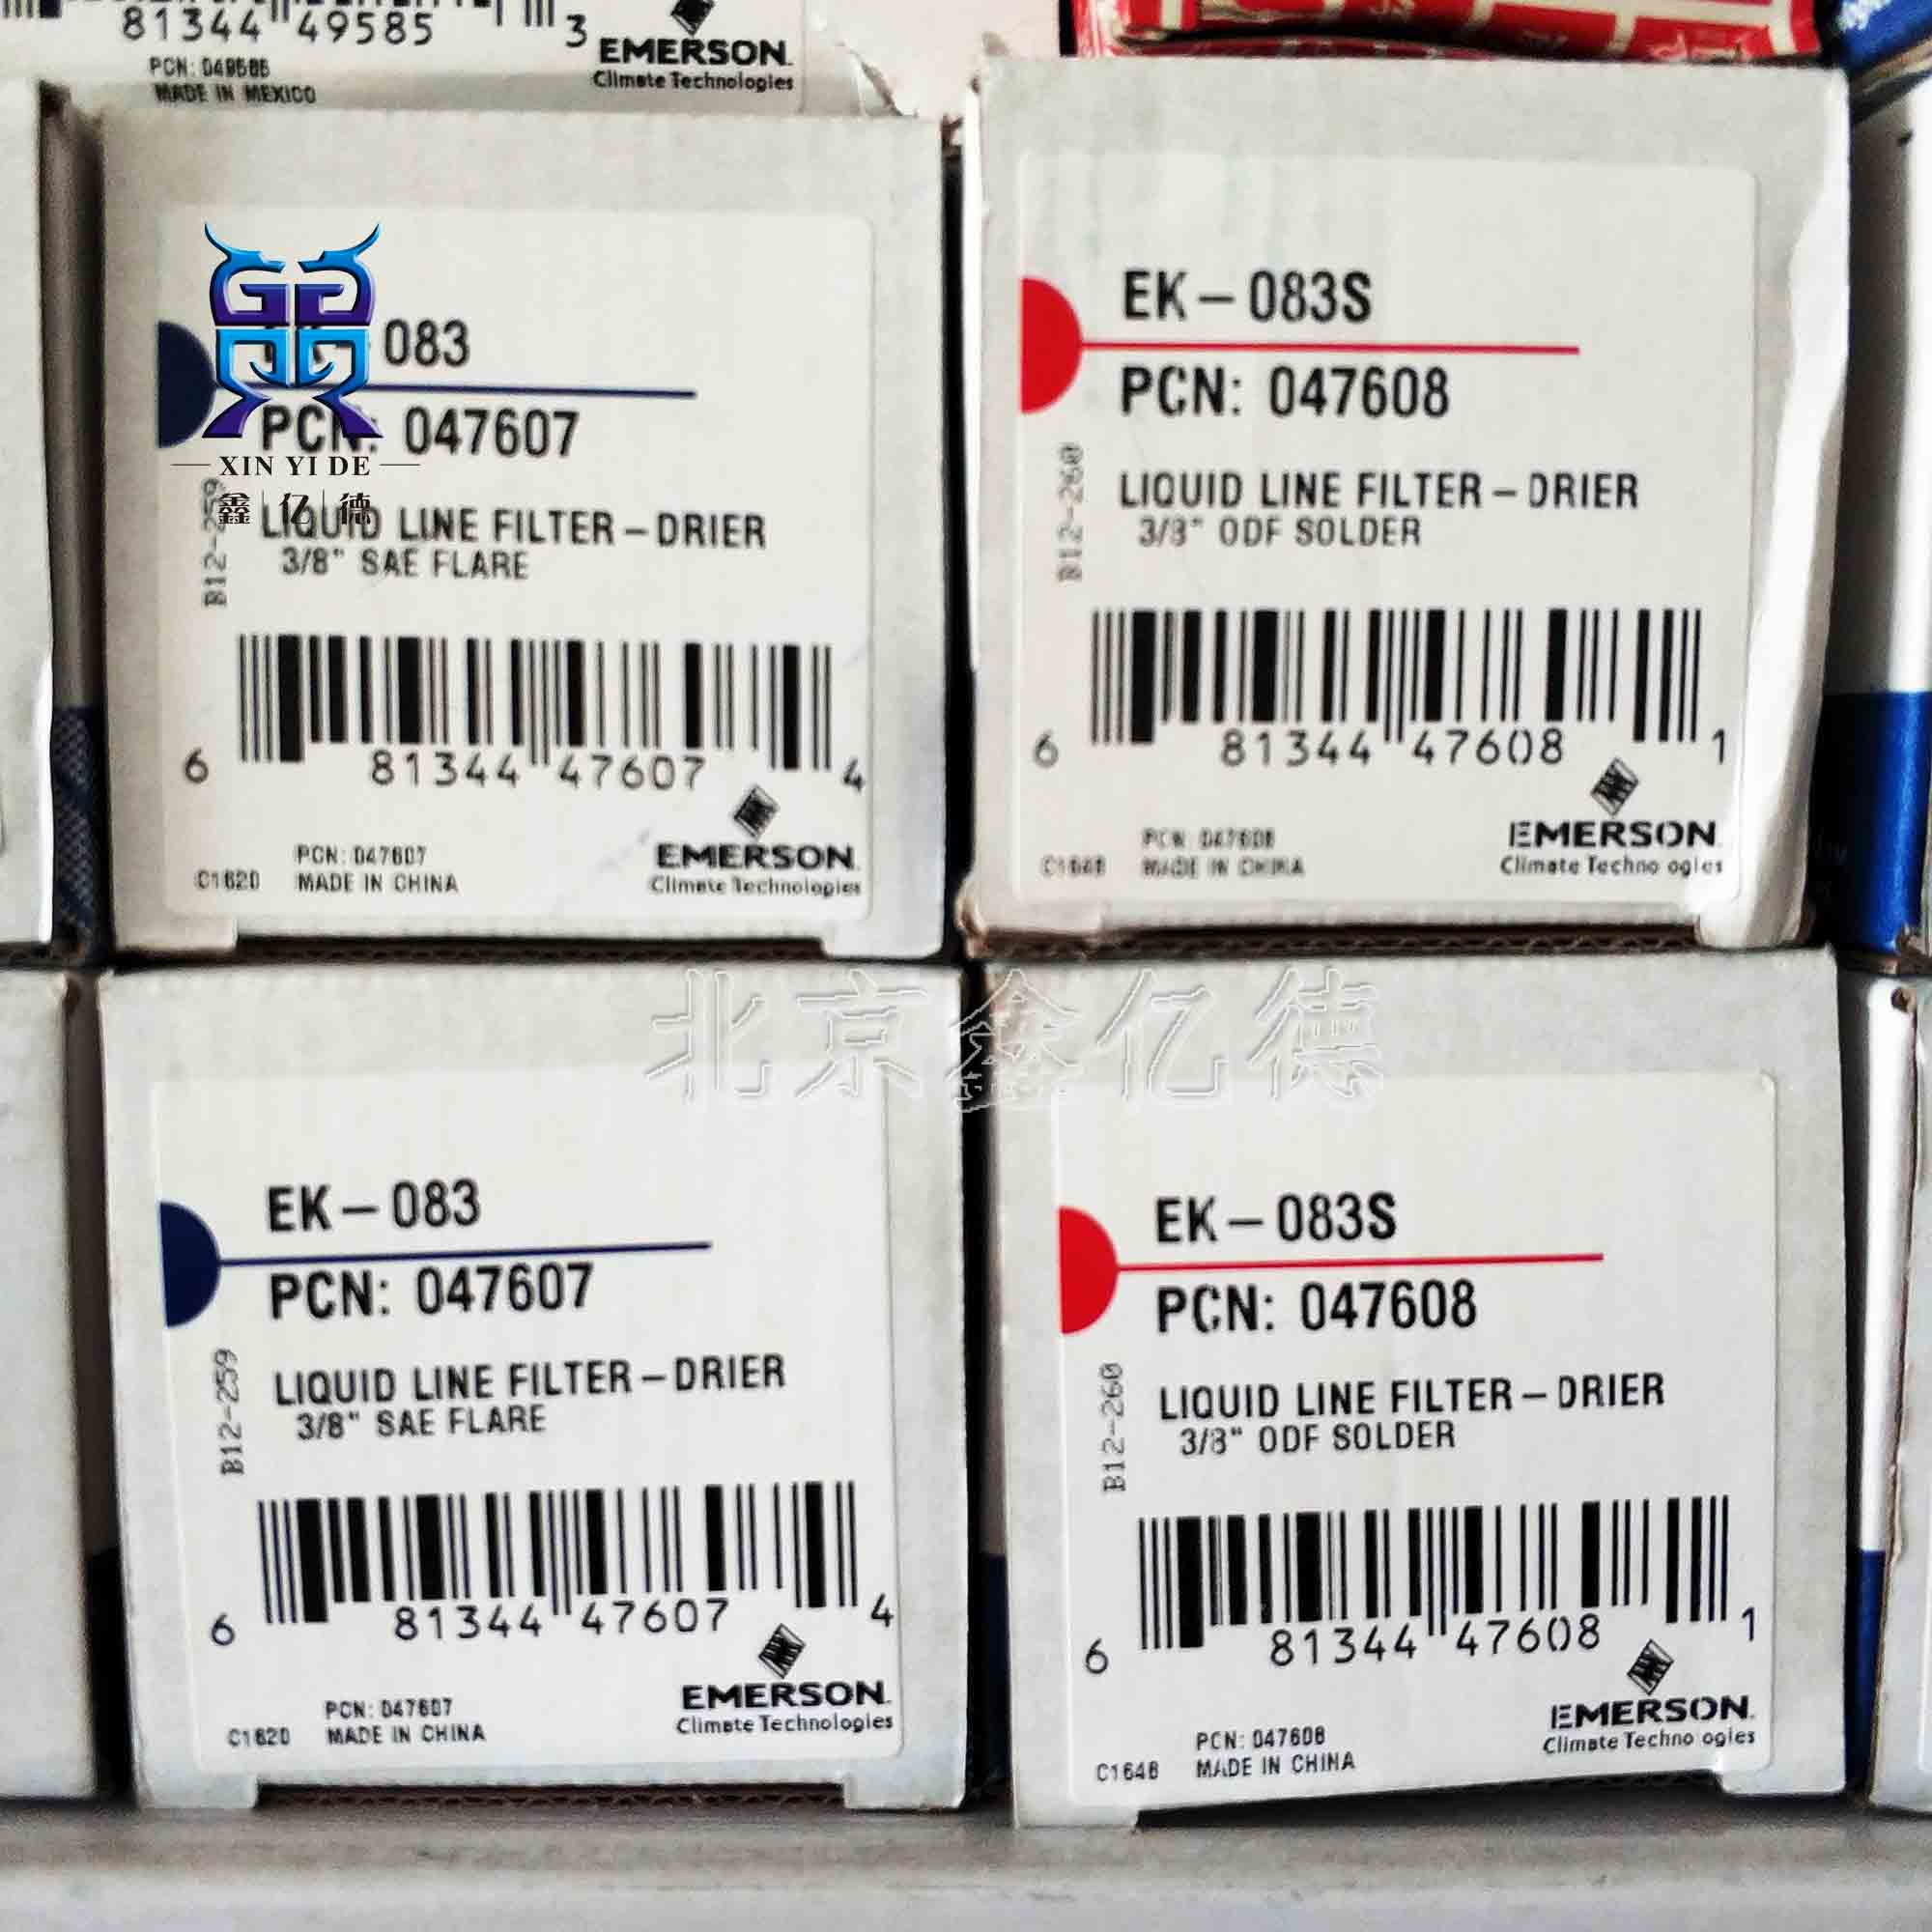 81344 49585 3
PCN: 049585
MADE IN MEXICO
EMERSON
Climate Technologies
083
PCN: 047607
XIN YI DE
鑫 亿 德
B12-259
LIQUID LINE FILTER – DRIER
3/8" SAE FLARE
6 81344 47607 4
PCN: 047607
C1620 MADE IN CHINA
EMERSON
Climate Technologies
EK – 083S
PCN: 047608
B12-260
LIQUID LINE FILTER – DRIER
3/8" ODF SOLDER
6 81344 47608 1
PCN: 047608
C1648 MADE IN CHINA
EMERSON
Climate Technologies
北京鑫亿德
EK – 083
PCN: 047607
B12-259
LIQUID LINE FILTER – DRIER
3/8" SAE FLARE
6 81344 47607 4
PCN: 047607
C1620 MADE IN CHINA
EMERSON
Climate Technologies
EK – 083S
PCN: 047608
B12-260
LIQUID LINE FILTER – DRIER
3/8" ODF SOLDER
6 81344 47608 1
PCN: 047608
C1648 MADE IN CHINA
EMERSON
Climate Technologies